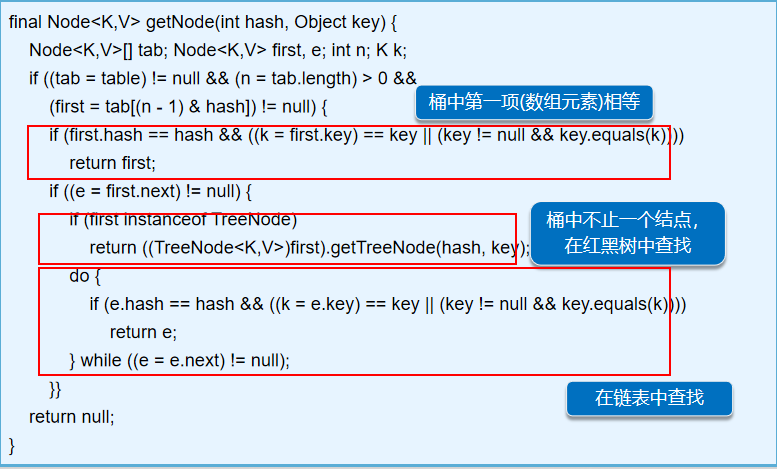 final Node<K,V> getNode(int hash, Object key) {
Node<K,V>[] tab; Node<K,V> first, e; int n; K k;
if ((tab = table) != null && (n = tab.length) > 0 &&
(first = tab[(n - 1) & hash]) != null) {
桶中第一项(数组元素)相等
if (first.hash == hash && ((k = first.key) == key || (key != null && key.equals(k))))
return first;
if ((e = first.next) != null) {
if (first instanceof TreeNode)
return ((TreeNode<K,V>)first).getTreeNode(hash, key);
桶中不止一个结点，
在红黑树中查找
do {
if (e.hash == hash && ((k = e.key) == key || (key != null && key.equals(k))))
return e;
} while ((e = e.next) != null);
}}
在链表中查找
return null;
}